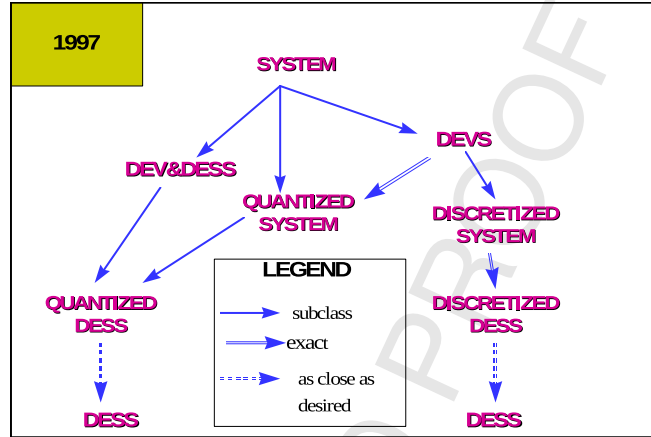 1997
SYSTEM
DEVS
DEV&DESS
QUANTIZED
SYSTEM
DISCRETIZED
SYSTEM
LEGEND
subclass
exact
as close as
desired
QUANTIZED
DESS
DISCRETIZED
DESS
DESS
DESS
PROOF